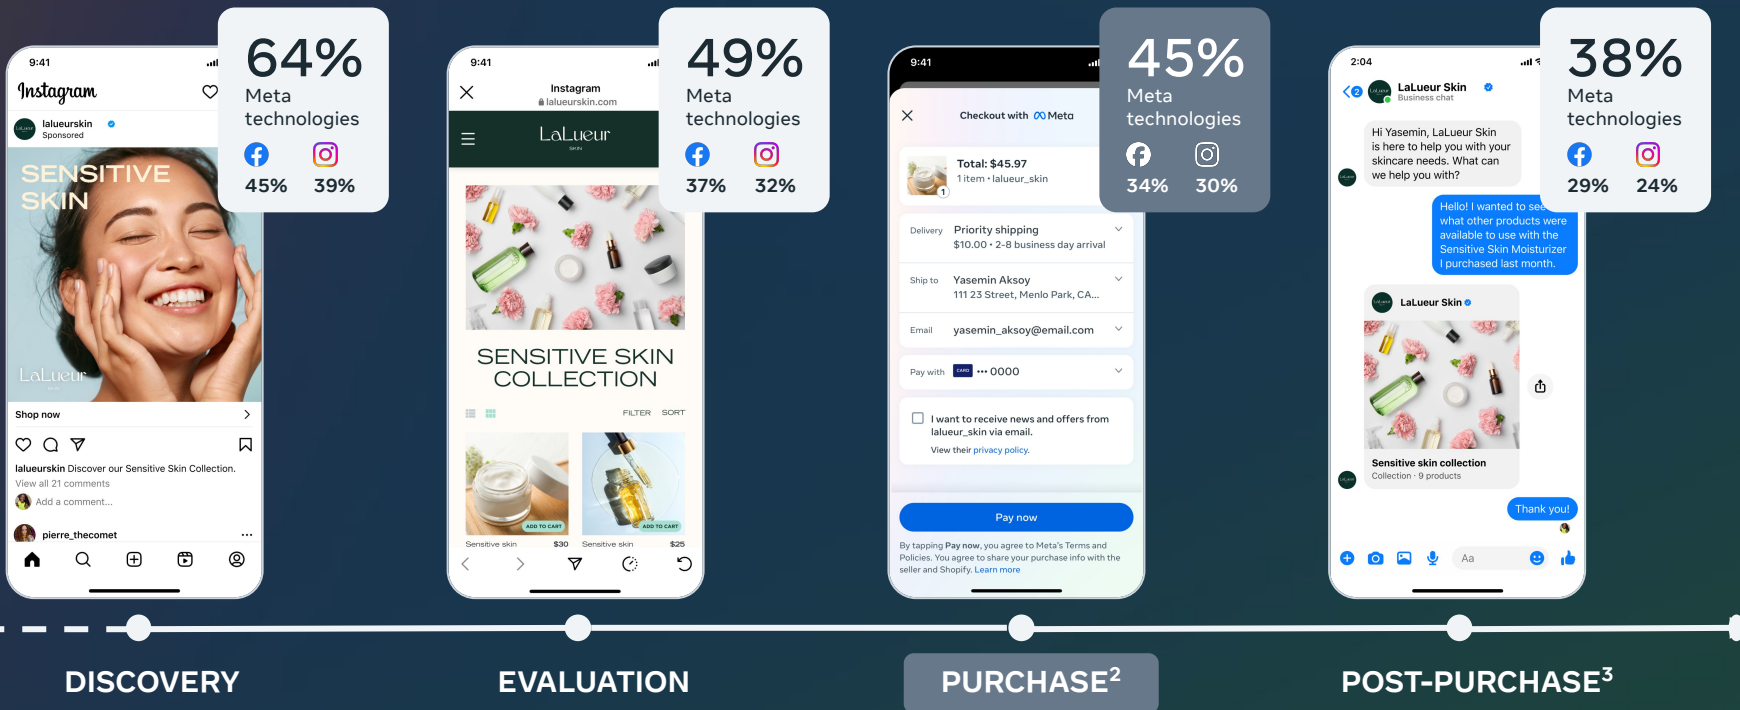 9:41
Instagram
lalueurskin
Sponsored
SENSITIVE
SKIN
LaLueur
Shop now
lalueurskin Discover our Sensitive Skin Collection.
View all 21 comments
Add a comment...
pierre_thecomet
64%
Meta
technologies
45% 39%
DISCOVERY
9:41
Instagram
lalueurskin.com
LaLueur
SKIN
SENSITIVE SKIN
COLLECTION
FILTER SORT
ADD TO CART ADD TO CART
Sensitive skin $30 Sensitive skin $25
49%
Meta
technologies
37% 32%
EVALUATION
9:41
Checkout with Meta
Total: $45.97
1 item • lalueur_skin
1
Delivery Priority shipping
$10.00 • 2-8 business day arrival
Ship to Yasemin Aksoy
111 23 Street, Menlo Park, CA...
Email yasemin_aksoy@email.com
Pay with CARD ••• 0000
I want to receive news and offers from
lalueur_skin via email.
View their privacy policy.
Pay now
By tapping Pay now, you agree to Meta's Terms and
Policies. You agree to share your purchase info with the
seller and Shopify. Learn more
45%
Meta
technologies
34% 30%
PURCHASE²
2:04
2
LaLueur Skin
Business chat
Hi Yasemin, LaLueur Skin
is here to help you with your
skincare needs. What can
we help you with?
Hello! I wanted to see
what other products were
available to use with the
Sensitive Skin Moisturizer
I purchased last month.
LaLueur Skin
Sensitive skin collection
Collection · 9 products
Thank you!
Aa
38%
Meta
technologies
29% 24%
POST-PURCHASE³